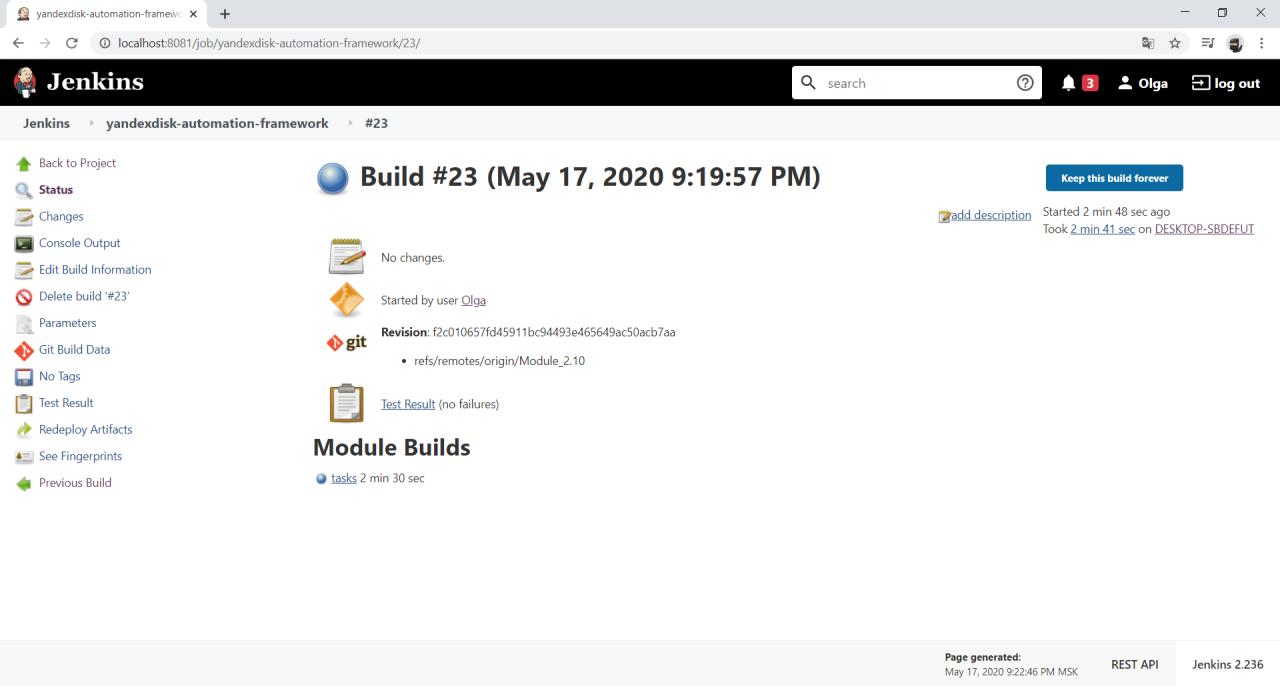 yandexdisk-automation-framewo
localhost:8081/job/yandexdisk-automation-framework/23/
Jenkins
search
3
Olga
log out
Jenkins
yandexdisk-automation-framework
#23
Back to Project
Status
Changes
Console Output
Edit Build Information
Delete build ‘#23’
Parameters
Git Build Data
No Tags
Test Result
Redeploy Artifacts
See Fingerprints
Previous Build
Build #23 (May 17, 2020 9:19:57 PM)
Keep this build forever
add description
Started 2 min 48 sec ago
Took 2 min 41 sec on DESKTOP-SBDEFUT
No changes.
Started by user Olga
git
Revision: f2c010657fd45911bc94493e465649ac50acb7aa
• refs/remotes/origin/Module_2.10
Test Result (no failures)
Module Builds
tasks 2 min 30 sec
Page generated:
May 17, 2020 9:22:46 PM MSK
REST API
Jenkins 2.236